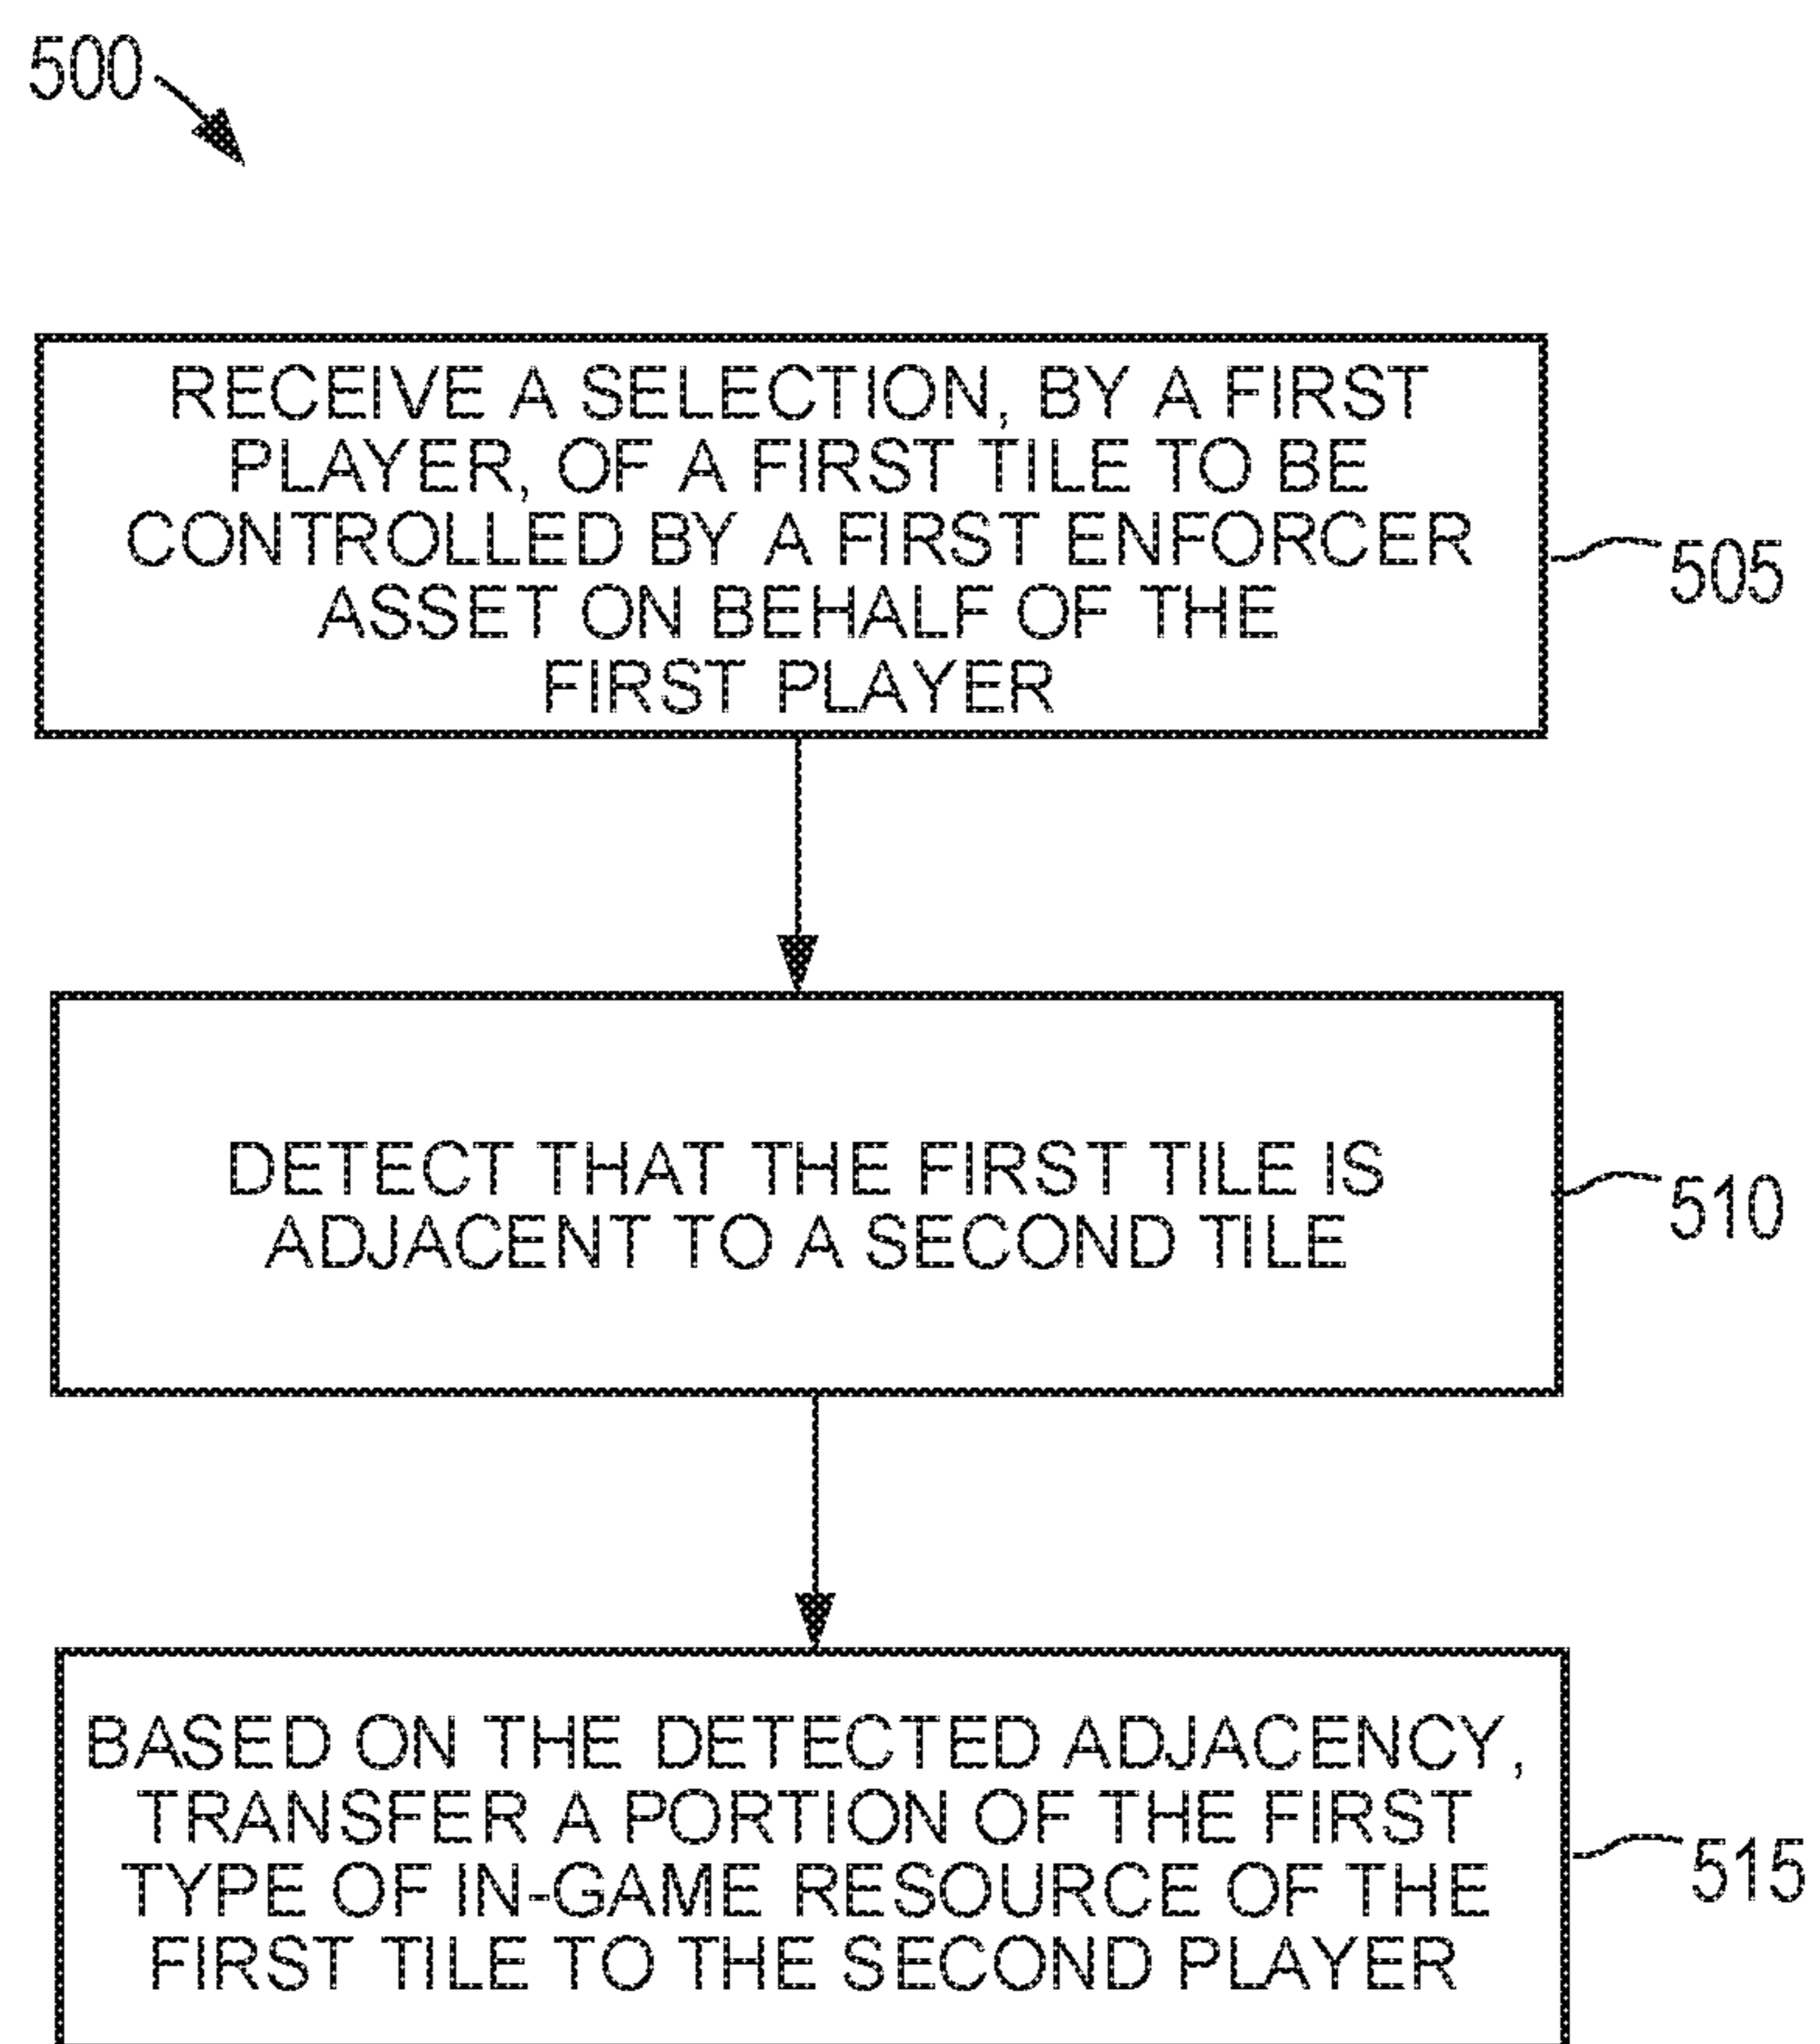 500
RECEIVE A SELECTION, BY A FIRST
PLAYER, OF A FIRST TILE TO BE
CONTROLLED BY A FIRST ENFORCER
ASSET ON BEHALF OF THE
FIRST PLAYER
505
DETECT THAT THE FIRST TILE IS
ADJACENT TO A SECOND TILE
510
BASED ON THE DETECTED ADJACENCY,
TRANSFER A PORTION OF THE FIRST
TYPE OF IN-GAME RESOURCE OF THE
FIRST TILE TO THE SECOND PLAYER
515